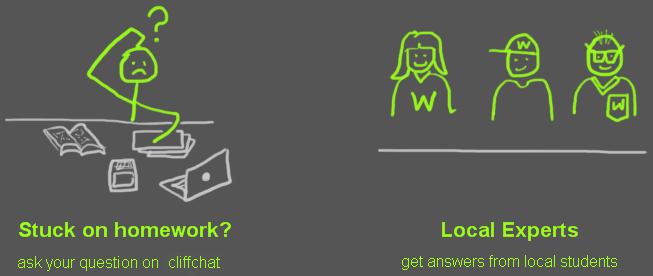 ?
W
W
W
Stuck on homework?
ask your question on cliffchat
Local Experts
get answers from local students